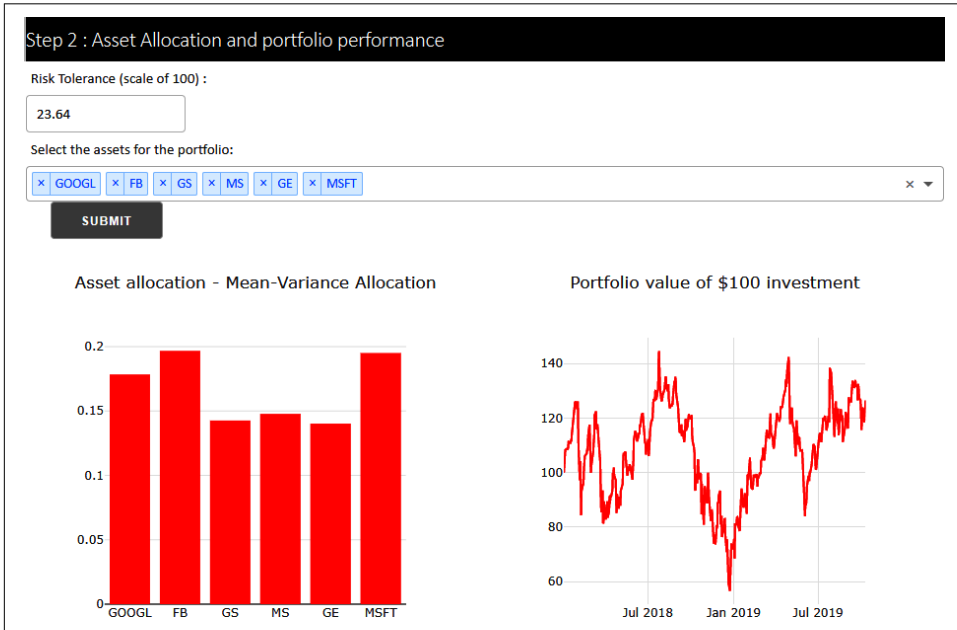 Step 2 : Asset Allocation and portfolio performance
Risk Tolerance (scale of 100) :
23.64
Select the assets for the portfolio:
× GOOGL × FB × GS × MS × GE × MSFT ×
SUBMIT
Asset allocation - Mean-Variance Allocation
0.2
0.15
0.1
0.05
0
GOOGL FB GS MS GE MSFT
Portfolio value of $100 investment
140
120
100
80
60
Jul 2018 Jan 2019 Jul 2019